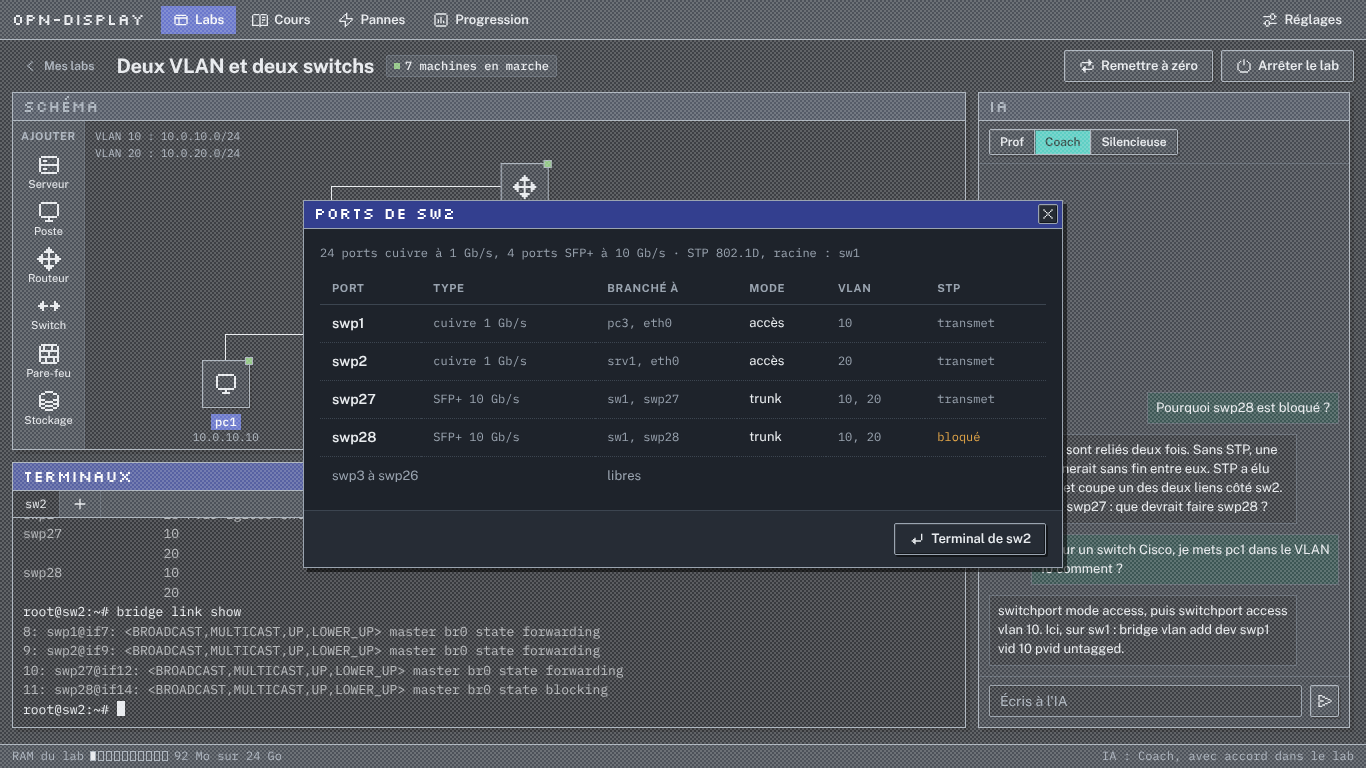 OPN-DISPLAY
Labs
Cours
Pannes
Progression
Réglages
Mes labs
Deux VLAN et deux switchs
7 machines en marche
Remettre à zéro
Arrêter le lab
SCHÉMA
AJOUTER
Serveur
Poste
Routeur
Switch
Pare-feu
Stockage
VLAN 10 : 10.0.10.0/24
VLAN 20 : 10.0.20.0/24
pc1
10.0.10.10
PORTS DE SW2
24 ports cuivre à 1 Gb/s, 4 ports SFP+ à 10 Gb/s · STP 802.1D, racine : sw1
PORT TYPE BRANCHÉ À MODE VLAN STP
swp1 cuivre 1 Gb/s pc3, eth0 accès 10 transmet
swp2 cuivre 1 Gb/s srv1, eth0 accès 20 transmet
swp27 SFP+ 10 Gb/s sw1, swp27 trunk 10, 20 transmet
swp28 SFP+ 10 Gb/s sw1, swp28 trunk 10, 20 bloqué
swp3 à swp26 libres
Terminal de sw2
TERMINAUX
sw2
swp27 10
20
swp28 10
20
root@sw2:~# bridge link show
8: swp1@if7: <BROADCAST,MULTICAST,UP,LOWER_UP> master br0 state forwarding
9: swp2@if9: <BROADCAST,MULTICAST,UP,LOWER_UP> master br0 state forwarding
10: swp27@if12: <BROADCAST,MULTICAST,UP,LOWER_UP> master br0 state forwarding
11: swp28@if14: <BROADCAST,MULTICAST,UP,LOWER_UP> master br0 state blocking
root@sw2:~#
IA
Prof
Coach
Silencieuse
Pourquoi swp28 est bloqué ?
sont reliés deux fois. Sans STP, une
sans fin entre eux. STP a élu
et coupe un des deux liens côté sw2.
swp27 : que devrait faire swp28 ?
un switch Cisco, je mets pc1 dans le VLAN
comment ?
switchport mode access, puis switchport access
vlan 10. Ici, sur sw1 : bridge vlan add dev swp1
vid 10 pvid untagged.
Écris à l'IA
RAM du lab
92 Mo sur 24 Go
IA : Coach, avec accord dans le lab